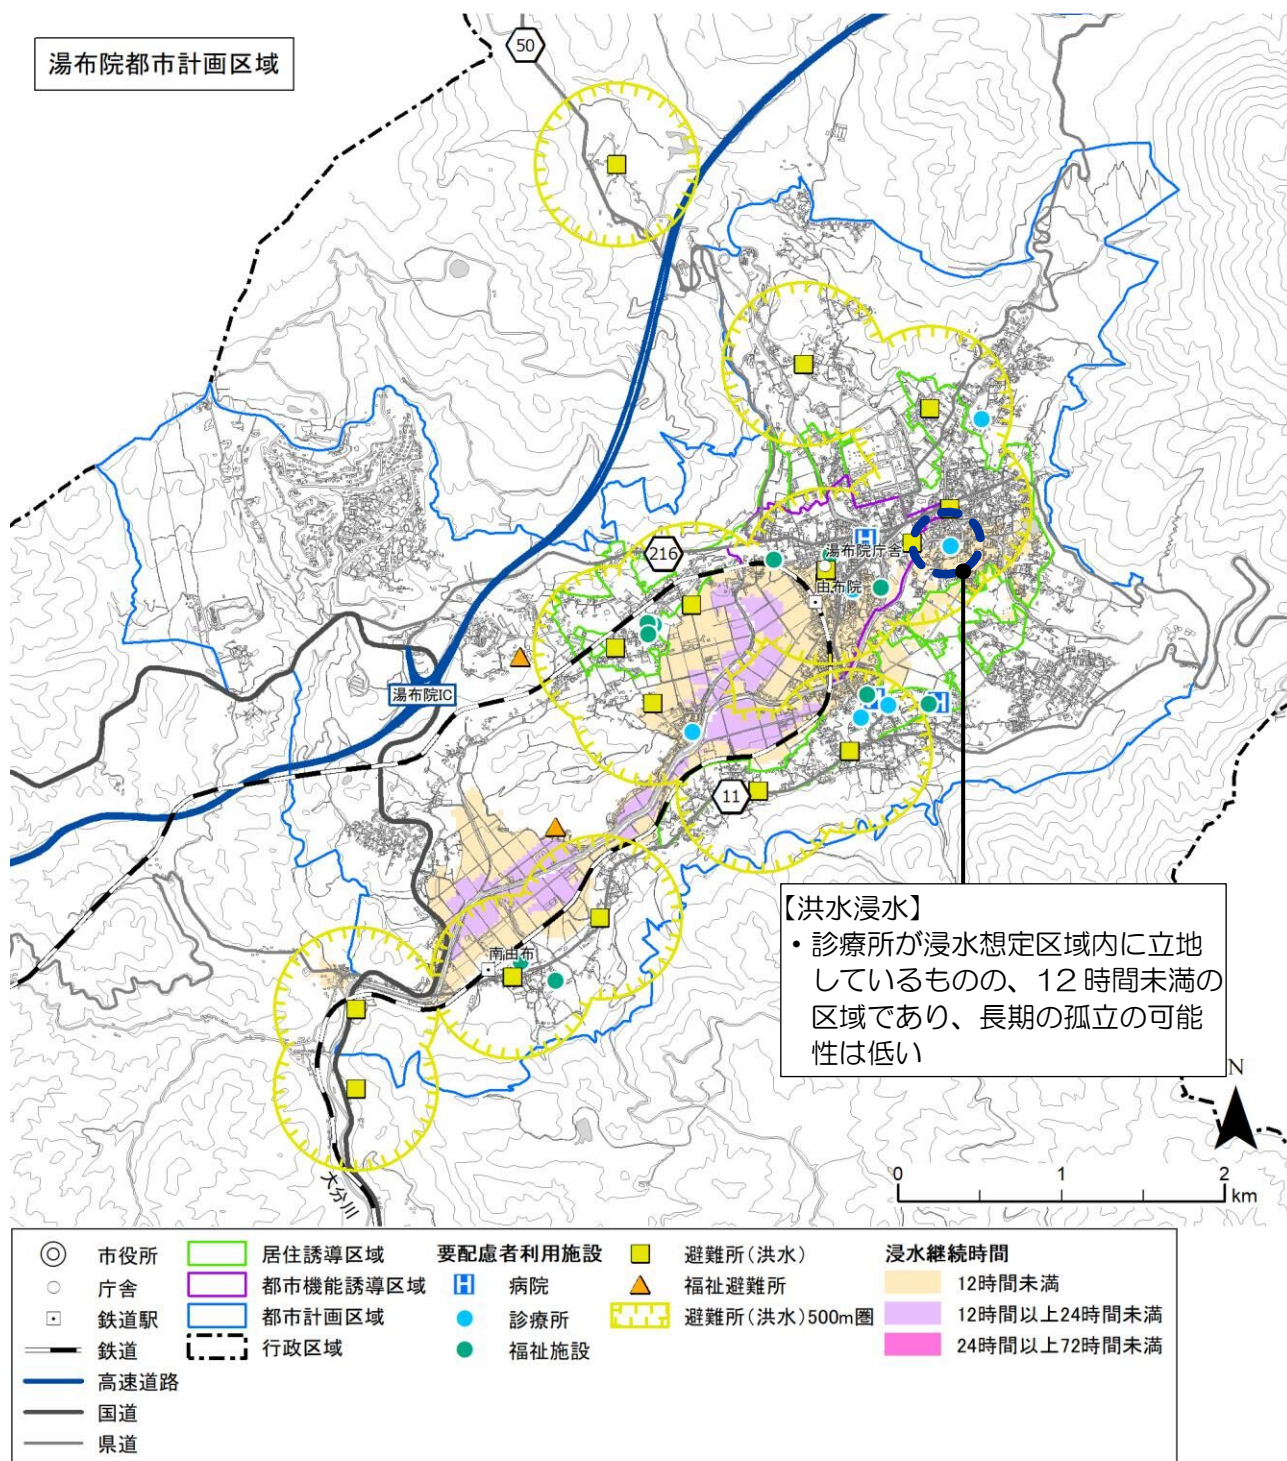 湯布院都市計画区域
50
216
湯布院庁舎
由布院
湯布院IC
11
【洪水浸水】
・診療所が浸水想定区域内に立地
しているものの、12時間未満の
区域であり、長期の孤立の可能
性は低い
南由布
N
大分川
0 1 2
km
市役所
庁舎
鉄道駅
鉄道
高速道路
国道
県道
居住誘導区域
都市機能誘導区域
都市計画区域
行政区域
要配慮者利用施設
H 病院
診療所
福祉施設
避難所(洪水)
福祉避難所
避難所(洪水)500m圏
浸水継続時間
12時間未満
12時間以上24時間未満
24時間以上72時間未満